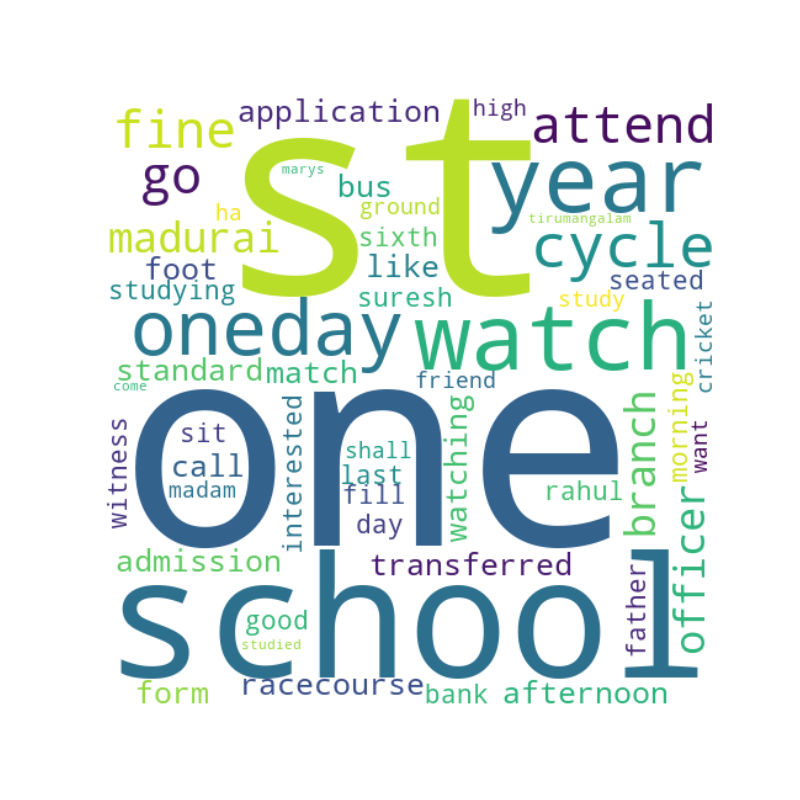 application
high
attend
fine
st
year
marys
go
bus
ground
ha
tirumangalam
madurai
sixth
cycle
foot
like
seated
studying
suresh
study
oneday
watch
cricket
standard
match
friend
come
one
interested
watching
branch
morning
want
witness
sit
shall
call
last
madam
fill
rahul
day
officer
admission
transferred
father
school
good
studied
form
racecourse
bank
afternoon